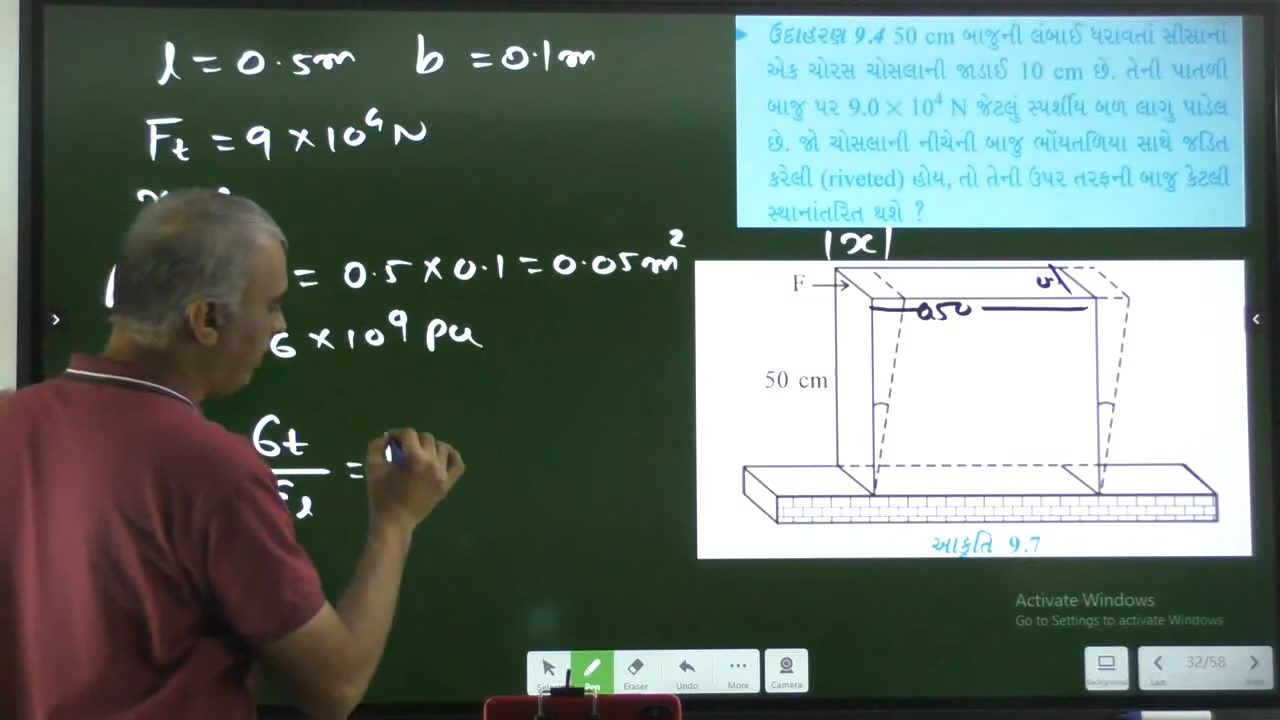 l = 0.5m b = 0.1m
Ft = 9 × 10⁴ N
= 0.5 × 0.1 = 0.05 m²
6 × 10⁹ pa
6t
=
ઉદાહરણ 9.4 50 cm બાજુની લંબાઈ ધરાવતાં સીસાનાં
એક ચોરસ ચોસલાની જાડાઈ 10 cm છે. તેની પાતળી
બાજુ પર 9.0 × 10⁴ N જેટલું સ્પર્શીય બળ લાગુ પાડેલ
છે. જો ચોસલાની નીચેની બાજુ ભોંયતળિયા સાથે જડિત
કરેલી (riveted) હોય, તો તેની ઉપર તરફની બાજુ કેટલી
સ્થાનાંતરિત થશે ?
|x|
F
0.50
50 cm
આકૃતિ 9.7
Activate Windows
Go to Settings to activate Windows
Select Pen Eraser Undo More Camera
Background
32/58